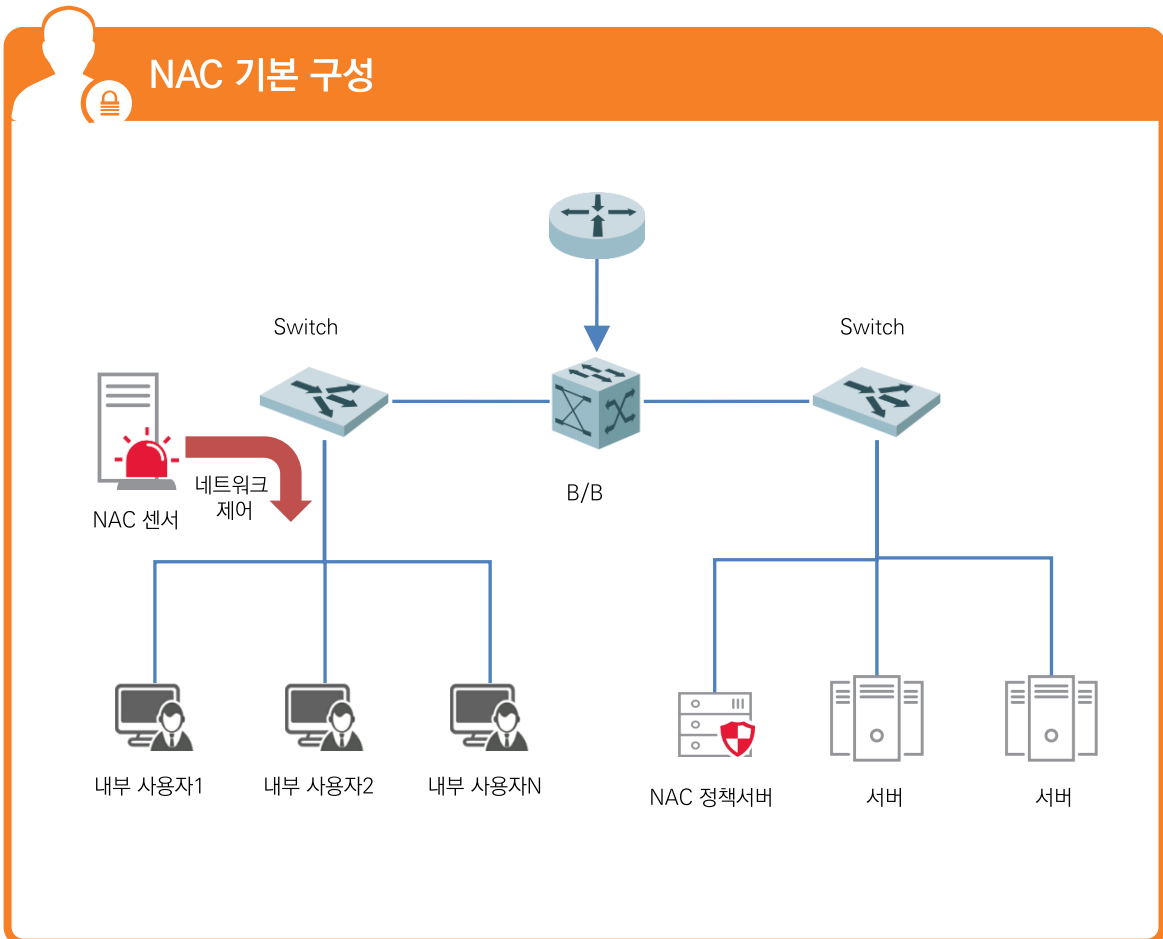 NAC 기본 구성
Switch
Switch
네트워크
제어
NAC 센서
B/B
내부 사용자1
내부 사용자2
내부 사용자N
NAC 정책서버
서버
서버